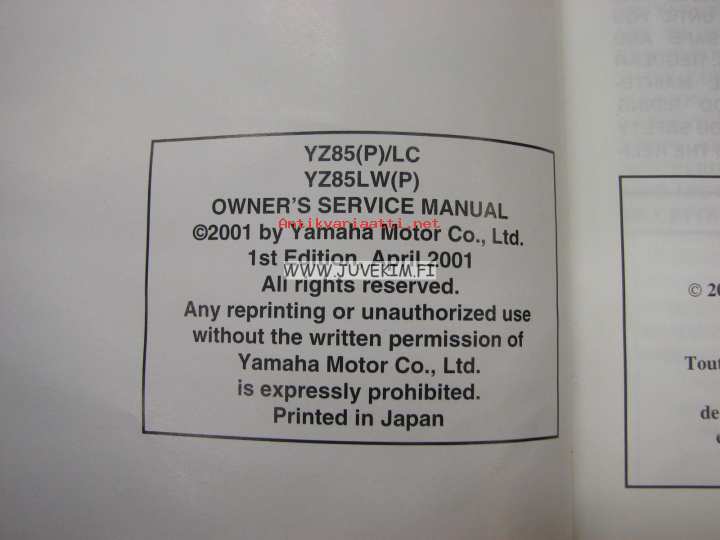 YZ85(P)/LC
YZ85LW(P)
OWNER'S SERVICE MANUAL
Antikvariaatti.net
©2001 by Yamaha Motor Co., Ltd.
1st Edition, April 2001
WWW.JUVEKIM.FI
All rights reserved.
Any reprinting or unauthorized use
without the written permission of
Yamaha Motor Co., Ltd.
is expressly prohibited.
Printed in Japan
© 20
Tout
de